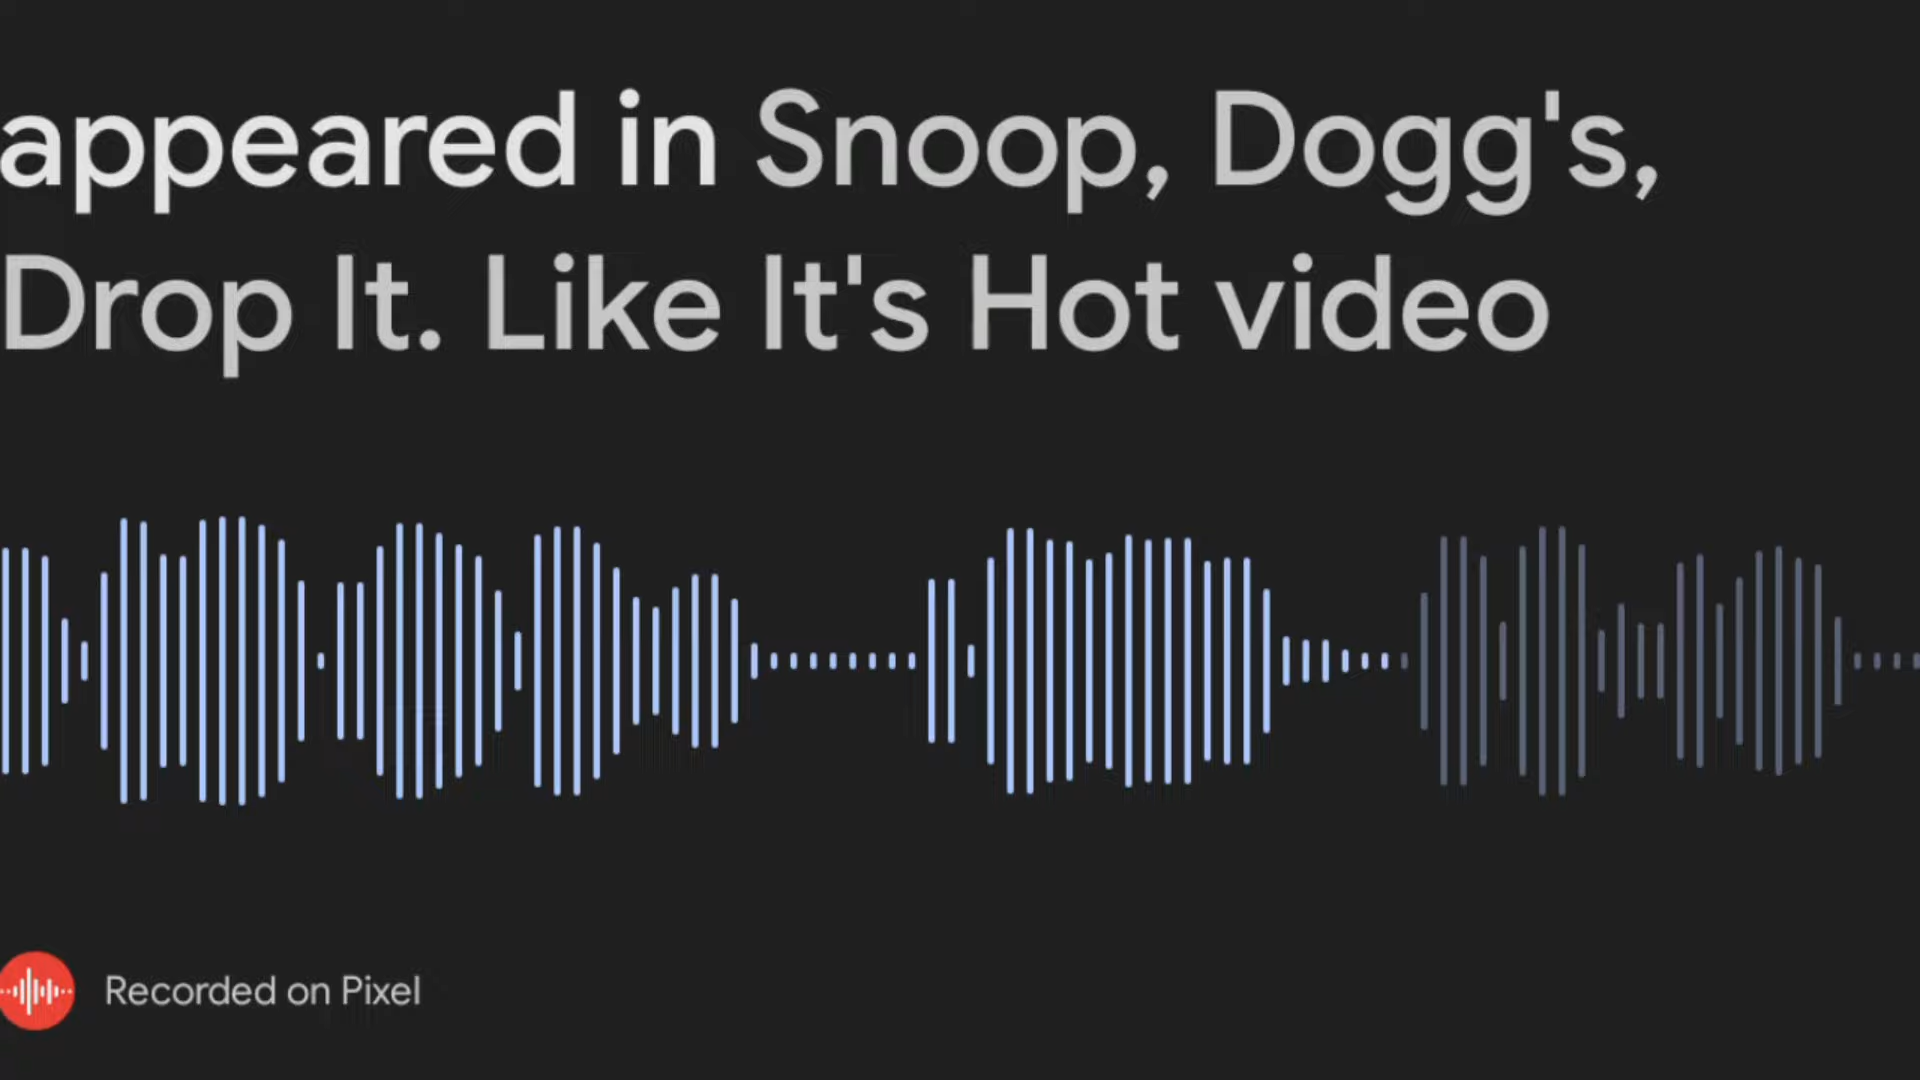 appeared in Snoop, Dogg's,
Drop It. Like It's Hot video
Recorded on Pixel